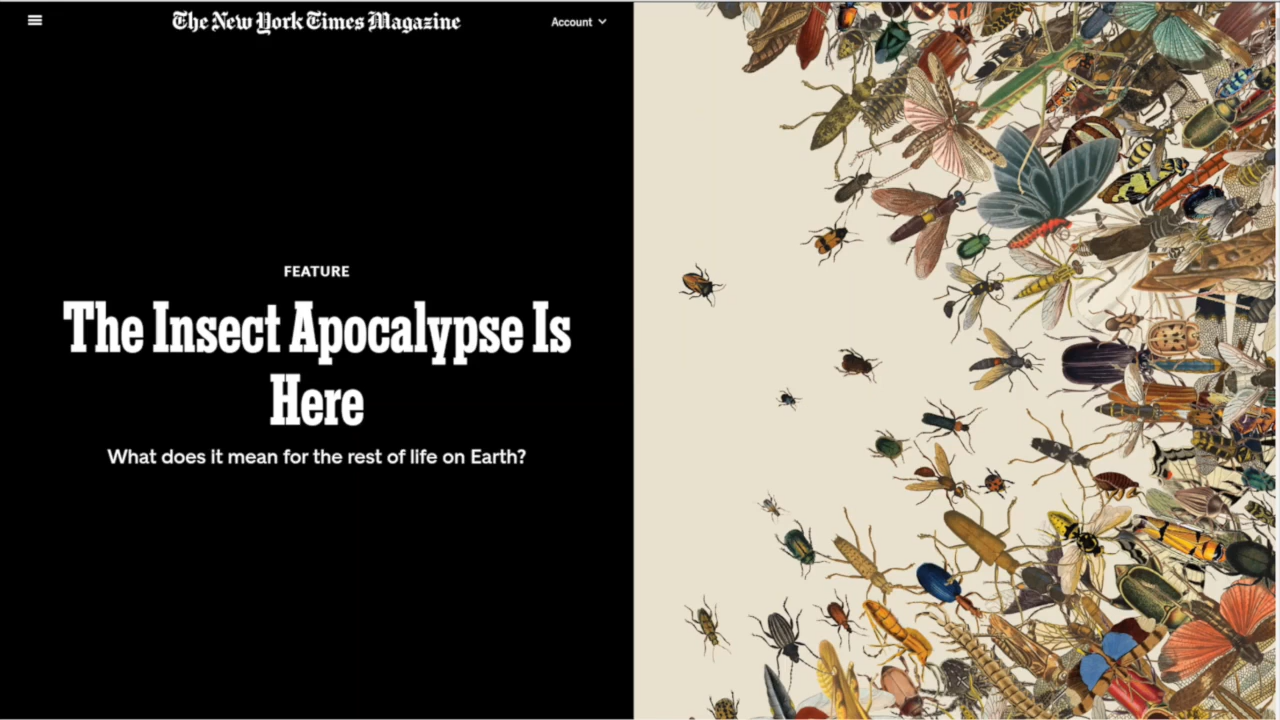 The New York Times Magazine
Account
FEATURE
The Insect Apocalypse Is
Here
What does it mean for the rest of life on Earth?